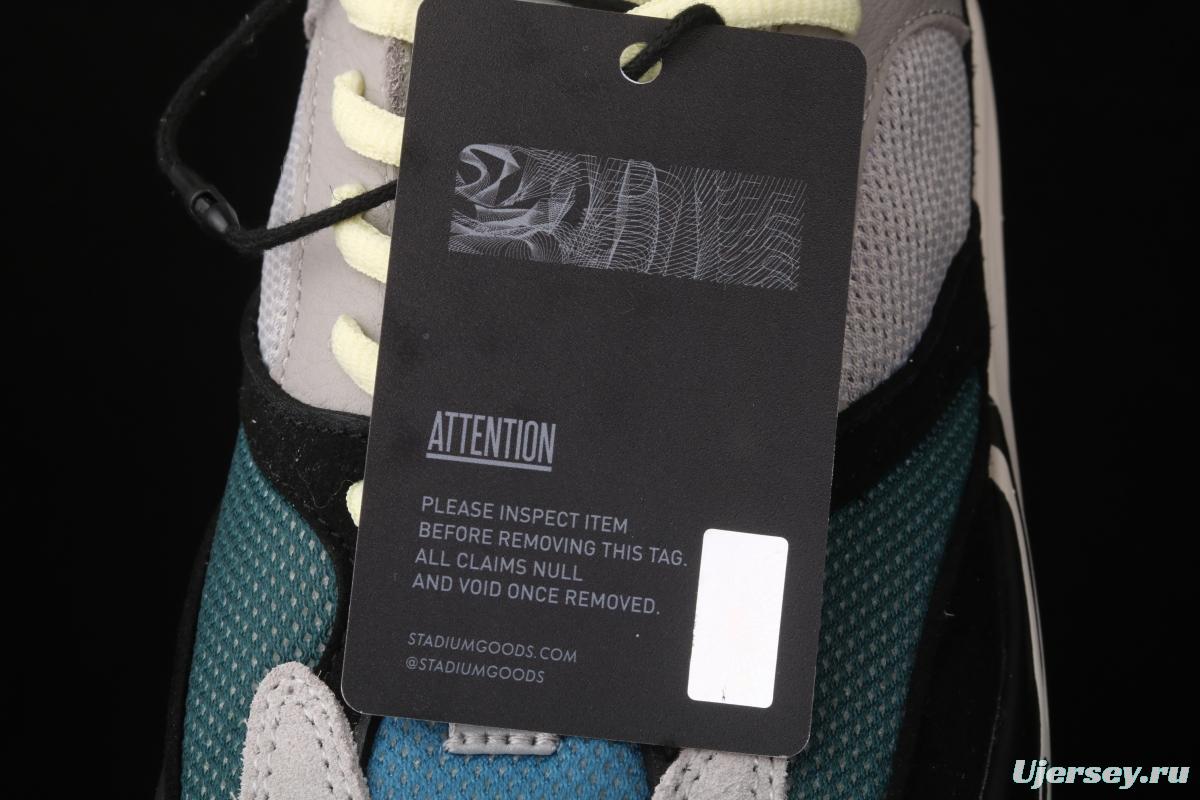 ATTENTION
PLEASE INSPECT ITEM
BEFORE REMOVING THIS TAG.
ALL CLAIMS NULL
AND VOID ONCE REMOVED.
STADIUMGOODS.COM
@STADIUMGOODS
Ujersey.ru